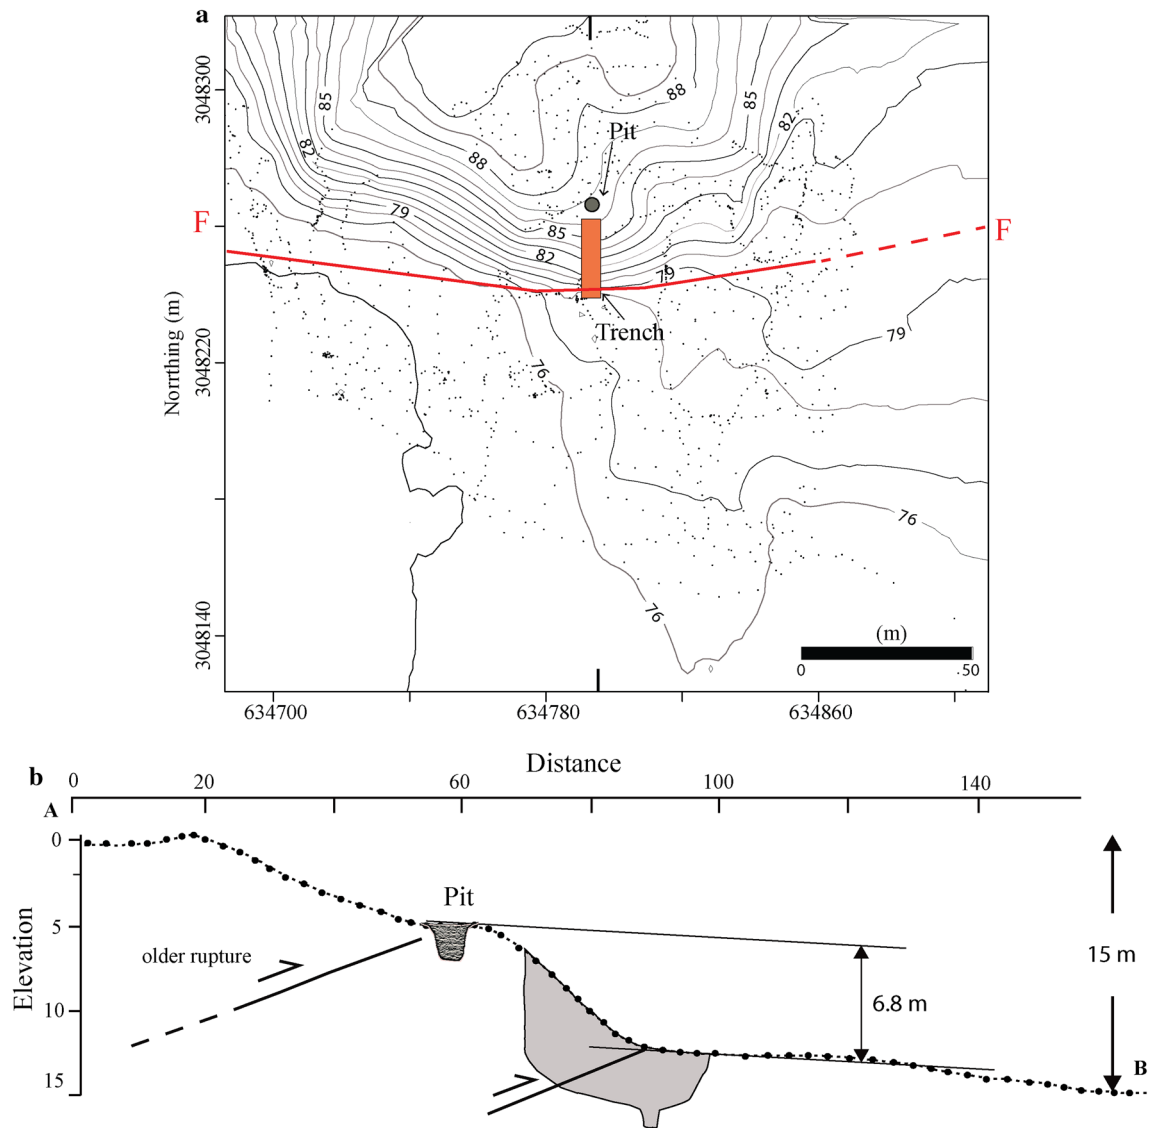 a
3048300
3048220
3048140
Norrthing (m)
85
88
85
88
82
82
Pit
79
F
F
85
82
79
79
Trench
76
76
76
(m)
0
50
634700
634780
634860
b
Distance
0
20
60
100
140
A
0
5
10
15
Elevation
Pit
older rupture
6.8 m
15 m
B